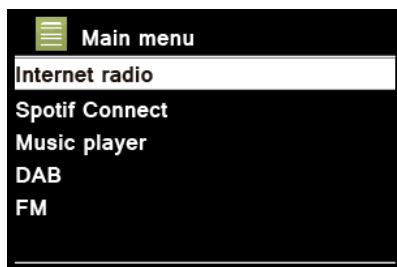 Main menu
Internet radio
Spotif Connect
Music player
DAB
FM